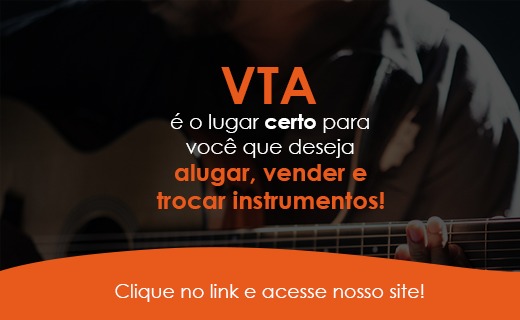 VTA
é o lugar certo para
você que deseja
alugar, vender e
trocar instrumentos!
Clique no link e acesse nosso site!